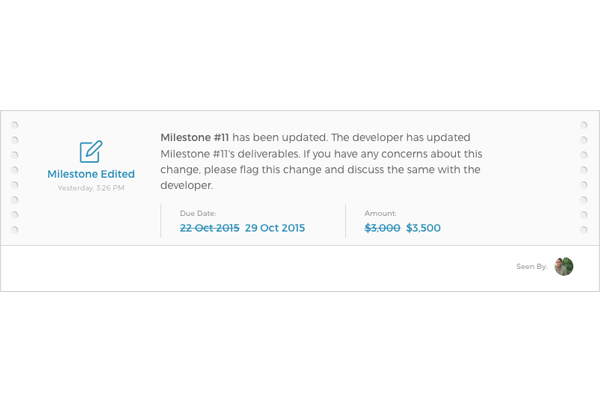 Milestone Edited
Yesterday, 3:26 PM
Milestone #11 has been updated. The developer has updated
Milestone #11's deliverables. If you have any concerns about this
change, please flag this change and discuss the same with the
developer.
Due Date:
22 Oct 2015 29 Oct 2015
Amount:
$3,000 $3,500
Seen By: